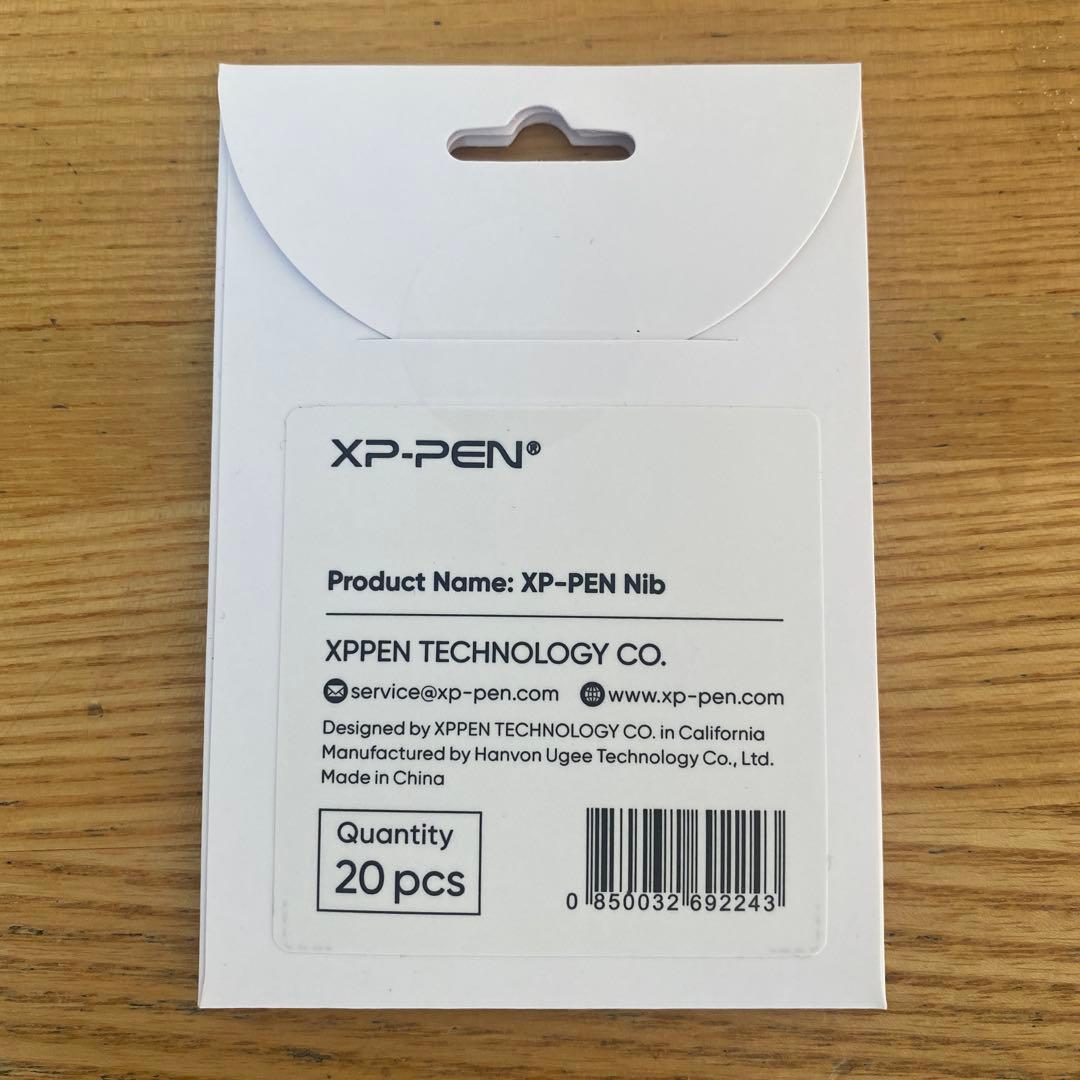 XP-PEN®
Product Name: XP-PEN Nib
XPPEN TECHNOLOGY CO.
service@xp-pen.com www.xp-pen.com
Designed by XPPEN TECHNOLOGY CO. in California
Manufactured by Hanvon Ugee Technology Co., Ltd.
Made in China
Quantity
20 pcs
0 850032 692243